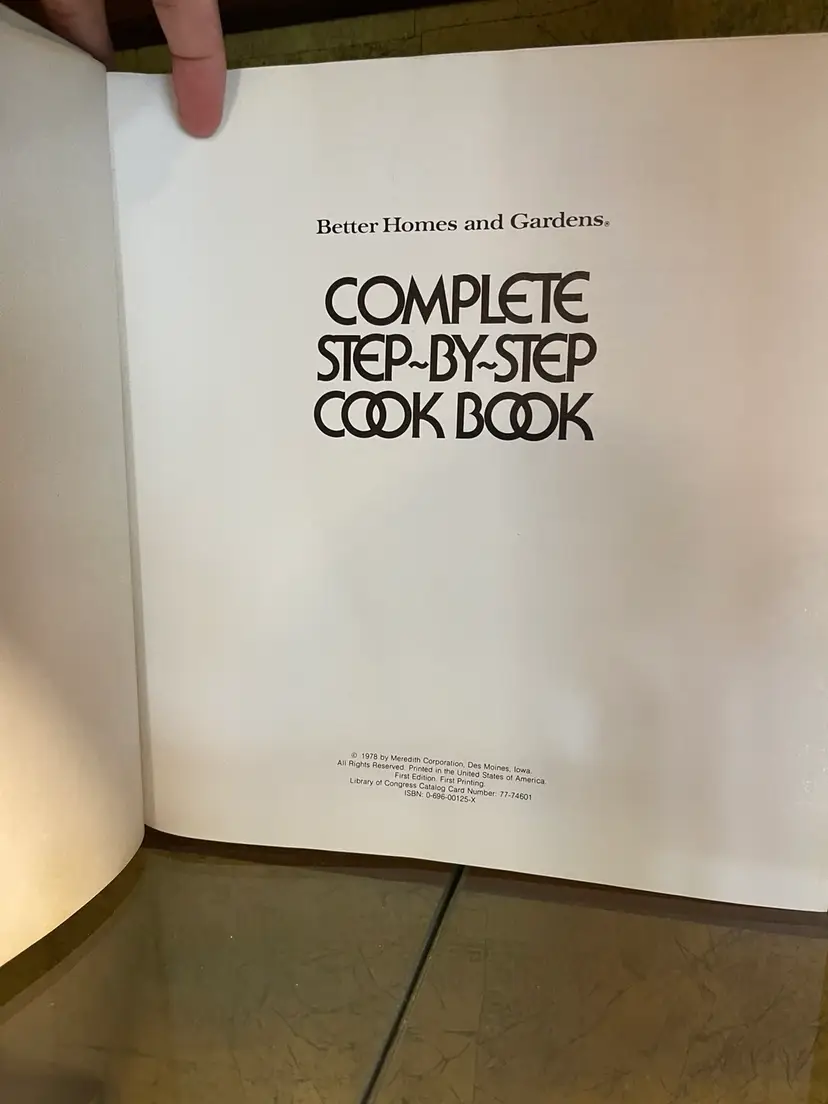 Better Homes and Gardens®
COMPLETE
STEP~BY~STEP
COOK BOOK
© 1978 by Meredith Corporation, Des Moines, Iowa.
All Rights Reserved. Printed in the United States of America.
First Edition. First Printing.
Library of Congress Catalog Card Number: 77-74601
ISBN: 0-696-00125-X